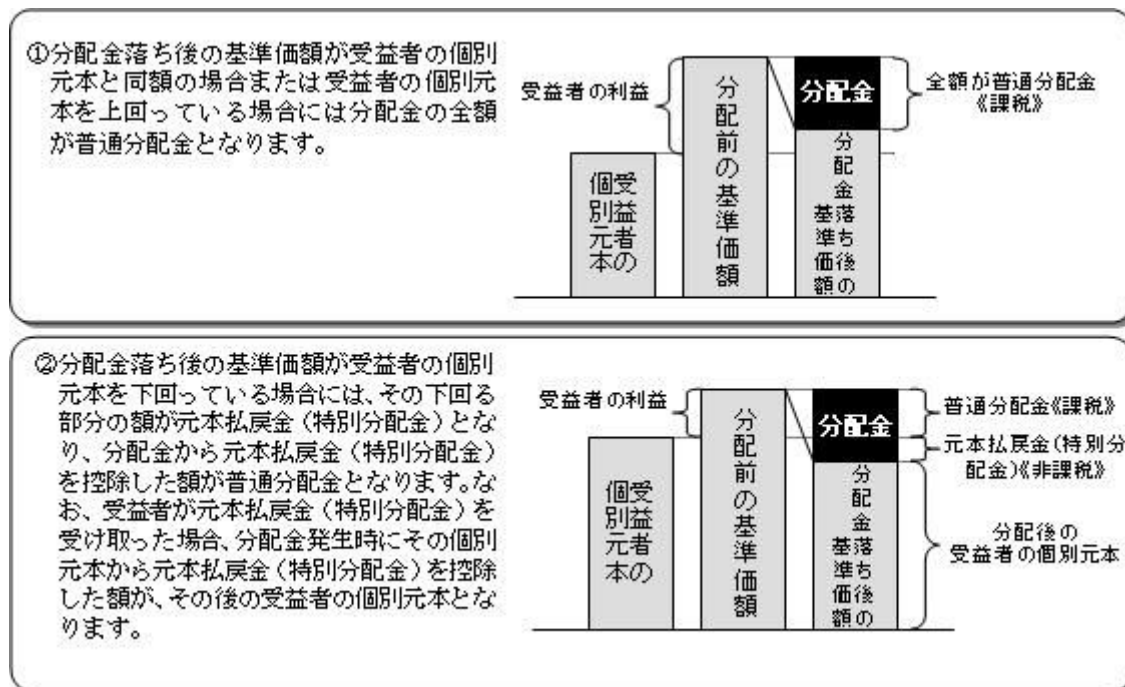 ①分配金落ち後の基準価額が受益者の個別
元本と同額の場合または受益者の個別元
本を上回っている場合には分配金の全額
が普通分配金となります。
受益者の利益
受益者の
個別元本
分配前の基準価額
分配金
分配金落ち後の
基準価額
全額が普通分配金
《課税》
②分配金落ち後の基準価額が受益者の個別
元本を下回っている場合には、その下回る
部分の額が元本払戻金(特別分配金)とな
り、分配金から元本払戻金(特別分配金)
を控除した額が普通分配金となります。な
お、受益者が元本払戻金(特別分配金)を
受け取った場合、分配金発生時にその個別
元本から元本払戻金(特別分配金)を控除
した額が、その後の受益者の個別元本とな
ります。
受益者の利益
受益者の
個別元本
分配前の基準価額
分配金
分配金落ち後の
基準価額
普通分配金《課税》
元本払戻金(特別分
配金)《非課税》
分配後の
受益者の個別元本